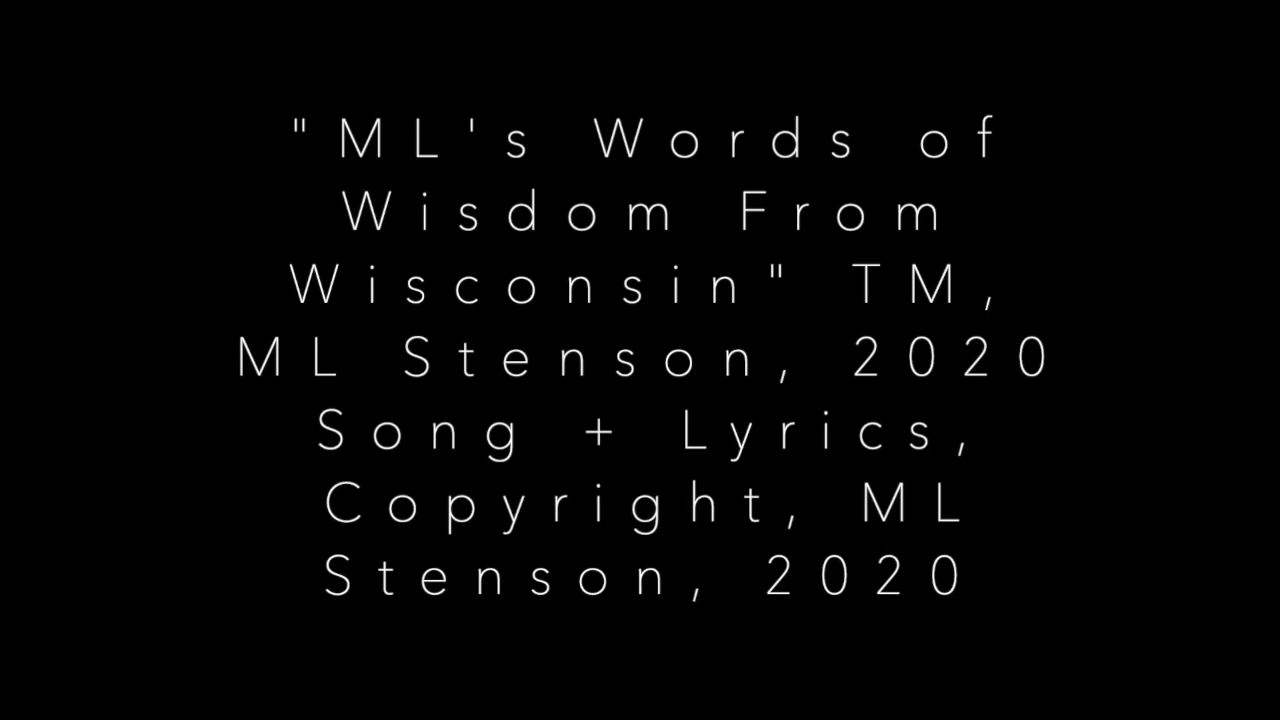 "ML's Words of
Wisdom From
Wisconsin" TM,
ML Stenson, 2020
Song + Lyrics,
Copyright, ML
Stenson, 2020